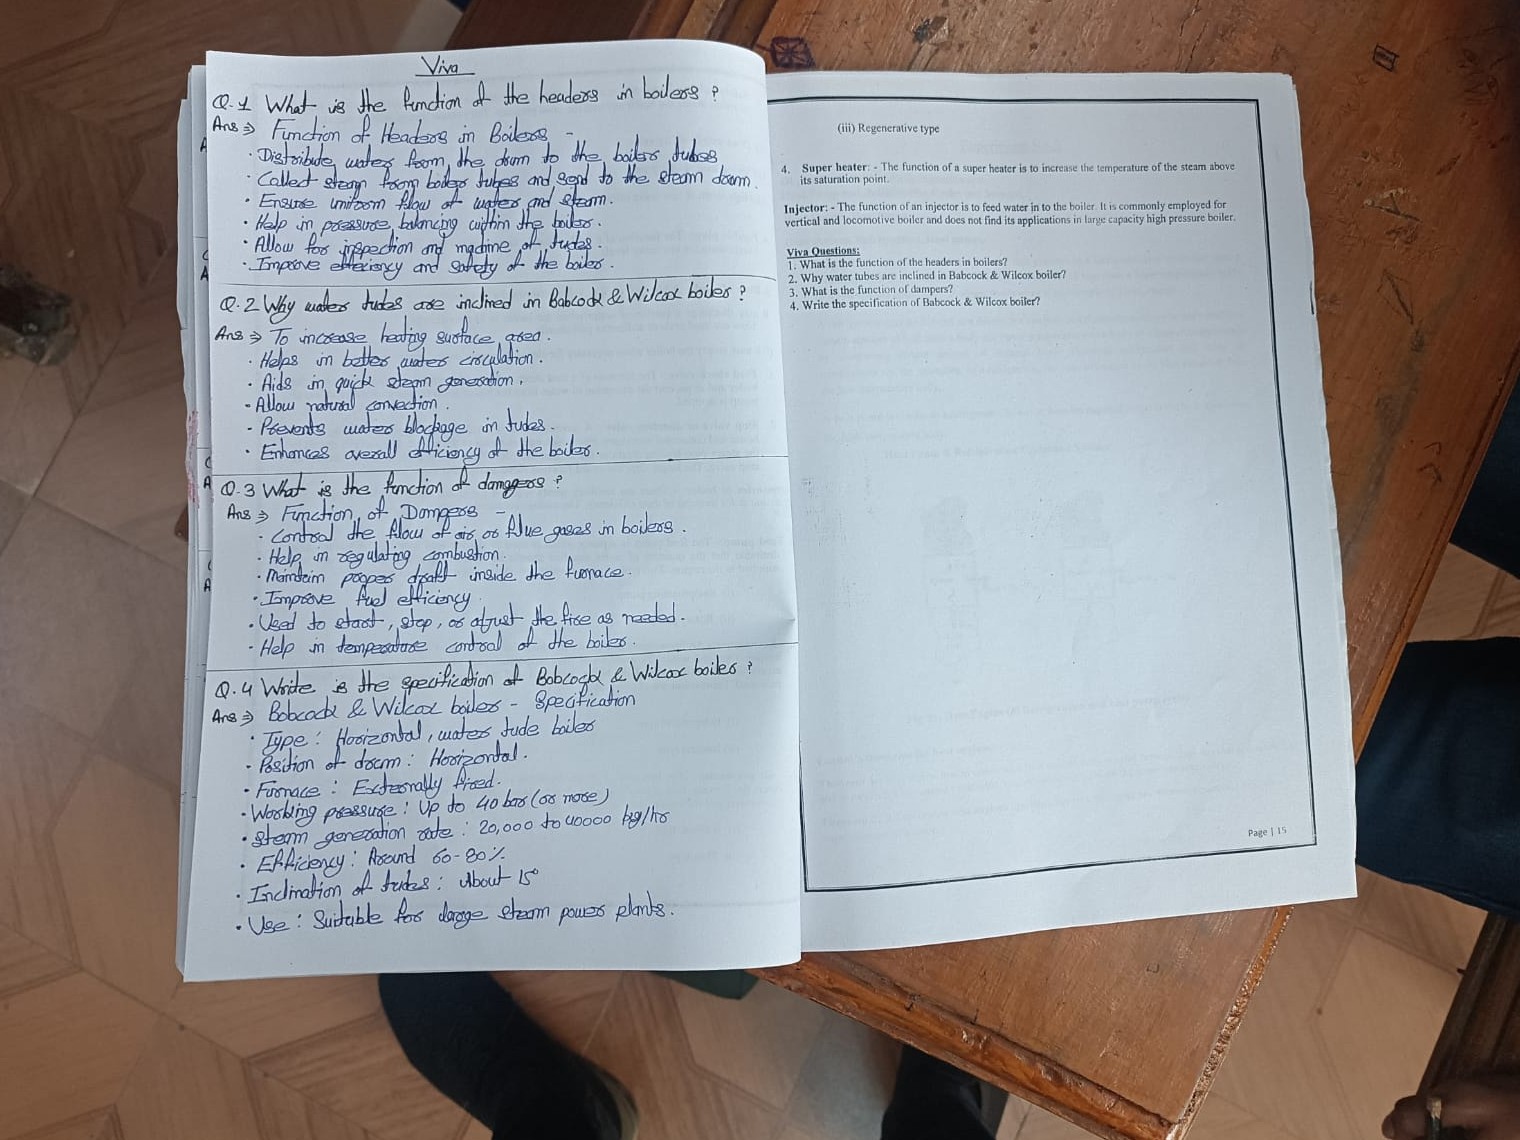 Viva
Q.1 What is the function of the headers in boilers ?
Ans ⇒ Function of Headers in Boilers -
· Distribute water from the drum to the boiler tubes
· Collect steam from boiler tubes and send to the steam drum.
· Ensure uniform flow of water and steam.
· Help in pressure balancing within the boiler.
· Allow for inspection and machine of tubes.
· Improve efficiency and safety of the boiler.
Q.2 Why water tubes are inclined in Babcock & Wilcox boiler ?
Ans ⇒ To increase heating surface area.
· Helps in better water circulation.
· Aids in quick steam generation.
· Allow natural convection.
· Prevents water blockage in tubes.
· Enhances overall efficiency of the boiler.
Q.3 What is the function of dampers ?
Ans ⇒ Function of Dampers -
· Control the flow of air or flue gases in boilers.
· Help in regulating combustion.
· Maintain proper draft inside the furnace.
· Improve fuel efficiency.
· Used to start, stop, or adjust the fire as needed.
· Help in temperature control of the boiler.
Q.4 Write is the specification of Babcock & Wilcox boiler ?
Ans ⇒ Babcock & Wilcox boiler - Specification
· Type : Horizontal, water tube boiler
· Position of drum : Horizontal.
· Furnace : Externally fired.
· Working pressure : Up to 40 bar (or more)
· Steam generation rate : 20,000 to 40000 kg/hr
· Efficiency : Around 60-80%.
· Inclination of tubes : About 15°
· Use : Suitable for large steam power plants.
(iii) Regenerative type
4. Super heater: - The function of a super heater is to increase the temperature of the steam above
its saturation point.
Injector: - The function of an injector is to feed water in to the boiler. It is commonly employed for
vertical and locomotive boiler and does not find its applications in large capacity high pressure boiler.
Viva Questions:
1. What is the function of the headers in boilers?
2. Why water tubes are inclined in Babcock & Wilcox boiler?
3. What is the function of dampers?
4. Write the specification of Babcock & Wilcox boiler?
Page | 15